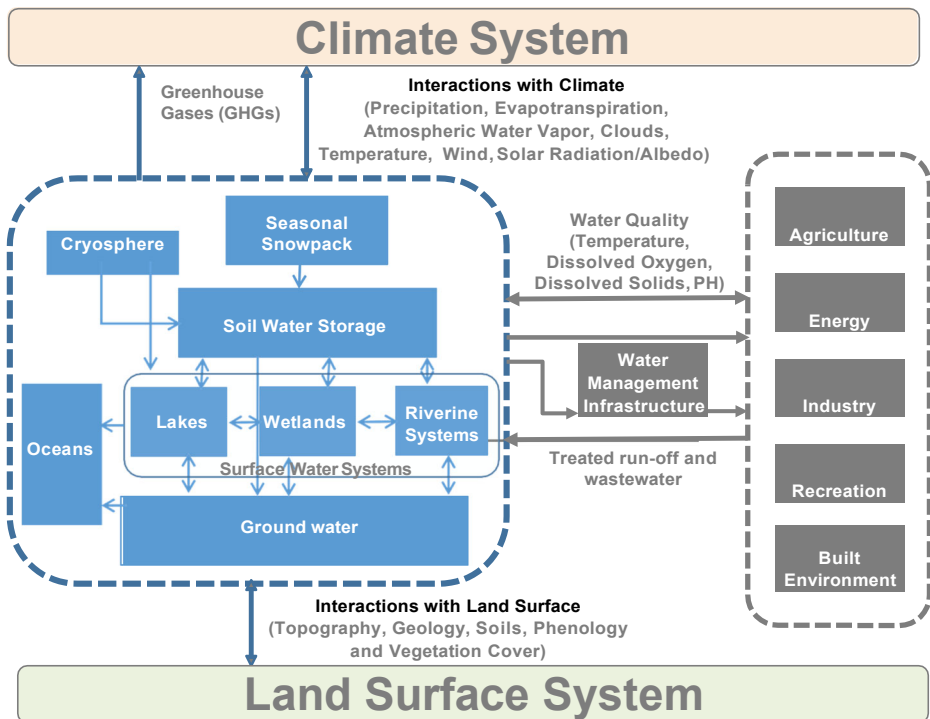 Climate System
Greenhouse
Gases (GHGs)
Interactions with Climate
(Precipitation, Evapotranspiration,
Atmospheric Water Vapor, Clouds,
Temperature, Wind, Solar Radiation/Albedo)
Cryosphere
Seasonal
Snowpack
Soil Water Storage
Lakes
Wetlands
Riverine
Systems
Oceans
Surface Water Systems
Ground water
Water Quality
(Temperature,
Dissolved Oxygen,
Dissolved Solids, PH)
Water
Management
Infrastructure
Treated run-off and
wastewater
Agriculture
Energy
Industry
Recreation
Built
Environment
Interactions with Land Surface
(Topography, Geology, Soils, Phenology
and Vegetation Cover)
Land Surface System